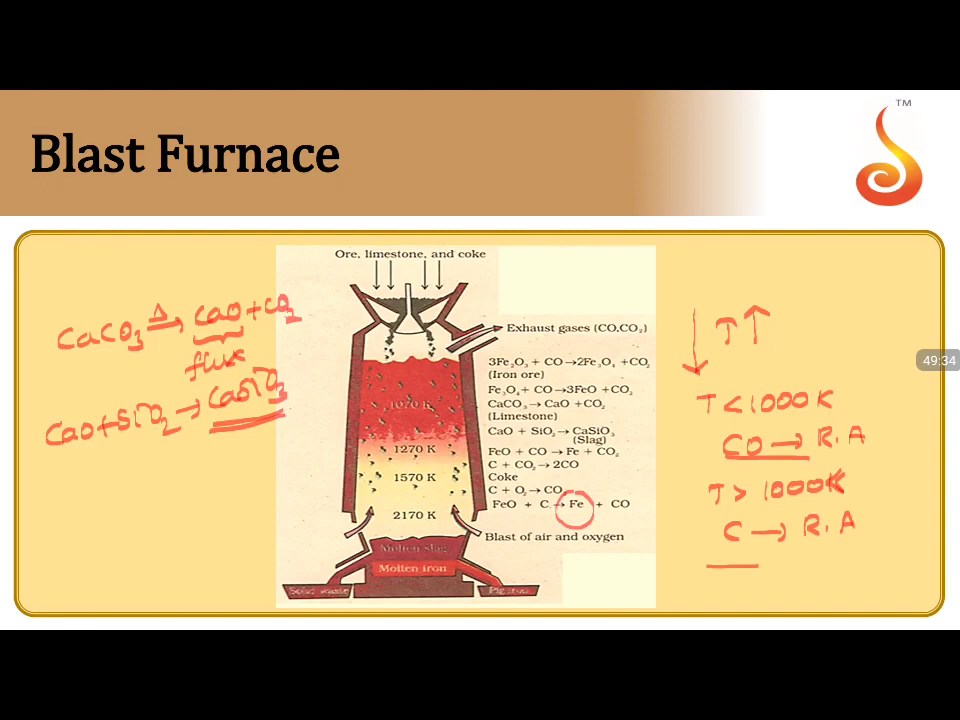 TM
Blast Furnace
Ore, limestone, and coke
Exhaust gases (CO,CO₂)
3Fe₂O₃ + CO→2Fe₃O₄ +CO₂
(Iron ore)
Fe₃O₄+ CO→3FeO +CO₂
CaCO₃→ CaO +CO₂
(Limestone)
CaO + SiO₂→ CaSiO₃
(Slag)
FeO + CO → Fe + CO₂
C + CO₂→ 2CO
Coke
C + O₂→ CO₂
FeO + C → Fe + CO
Blast of air and oxygen
1070 K
1270 K
1570 K
2170 K
Molten slag
Molten iron
Solid waste
Pig iron
CaCO₃ Δ→ CaO + CO₂
flux
CaO + SiO₂ → CaSiO₃
T ↑
T < 1000 K
CO → R.A
T > 1000K
C → R.A
49:34